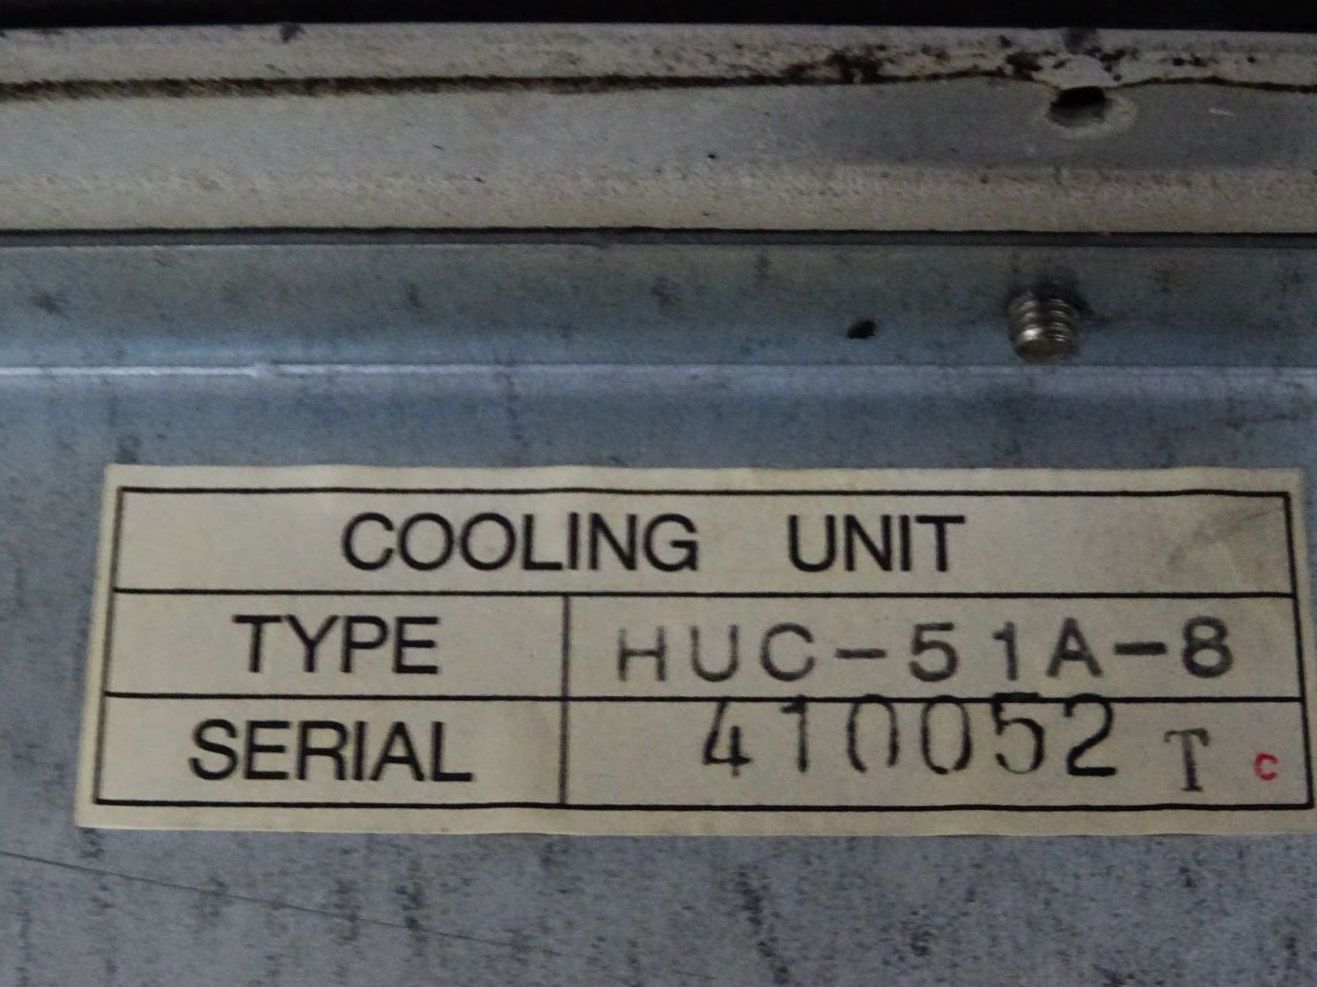 COOLING UNIT
TYPE HUC-51A-8
SERIAL 410052 T C